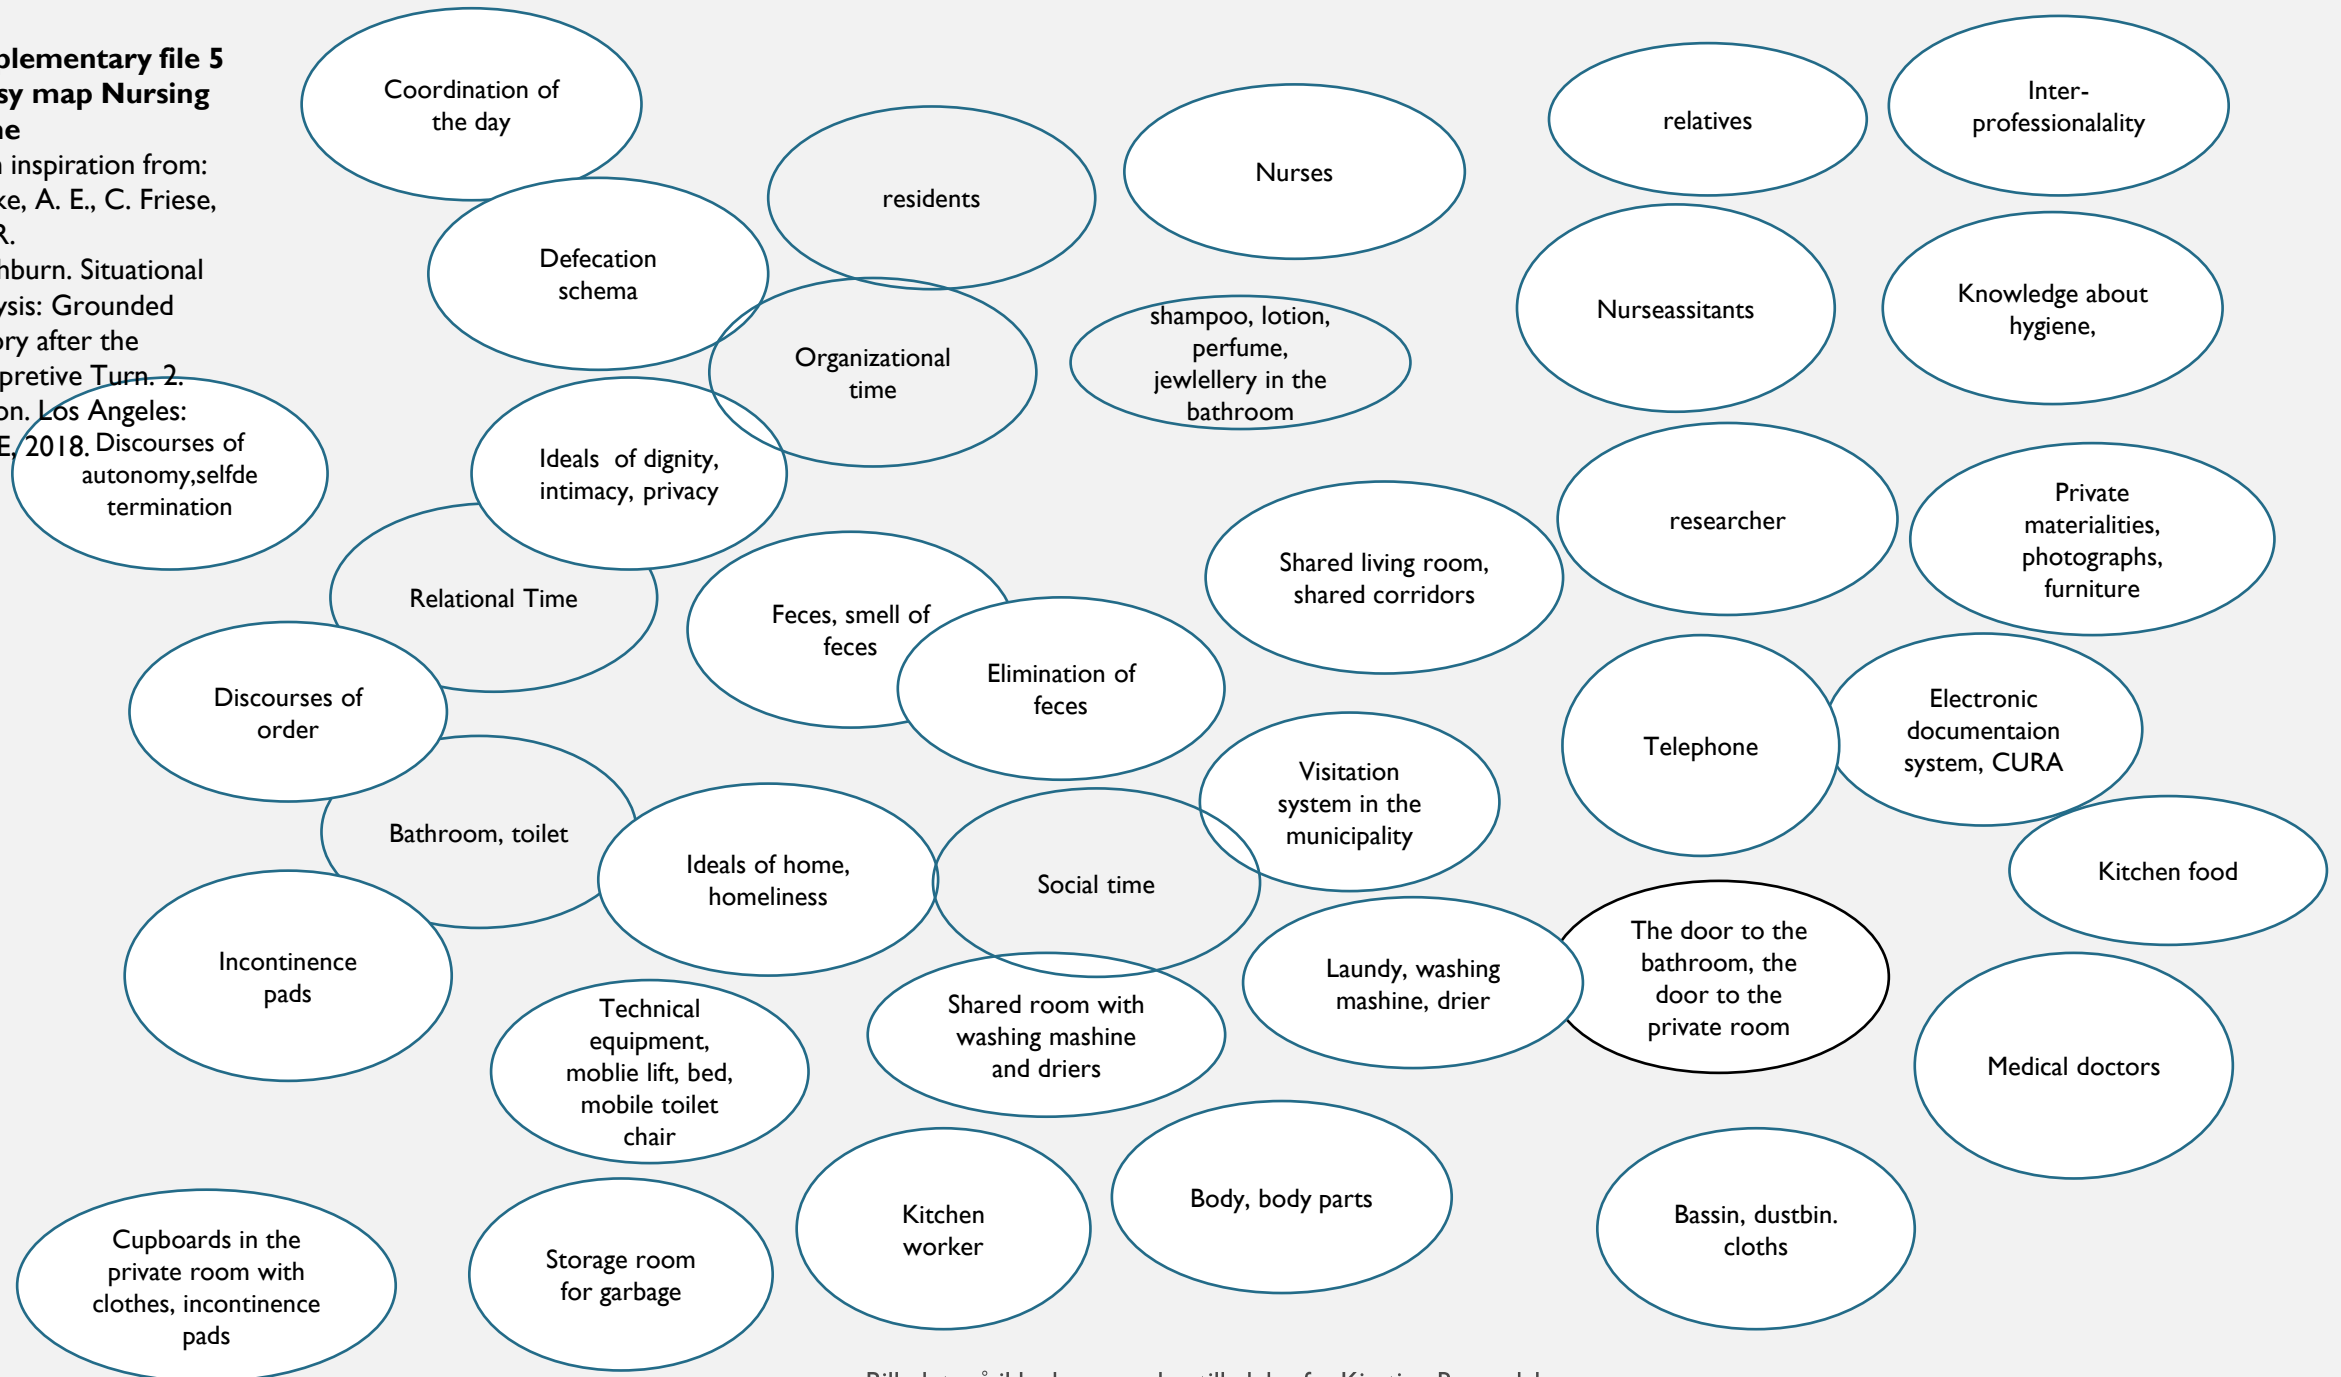 plementary file 5
sy map Nursing
ne
n inspiration from:
ke, A. E., C. Friese,
R.
hburn. Situational
ysis: Grounded
ory after the
pretive Turn. 2.
on. Los Angeles:
E, 2018.
Coordination of
the day
residents
Nurses
relatives
Inter-
professionalality
Defecation
schema
Organizational
time
shampoo, lotion,
perfume,
jewlellery in the
bathroom
Nurseassitants
Knowledge about
hygiene,
Discourses of
autonomy,selfde
termination
Ideals of dignity,
intimacy, privacy
Relational Time
Feces, smell of
feces
Shared living room,
shared corridors
researcher
Private
materialities,
photographs,
furniture
Discourses of
order
Elimination of
feces
Telephone
Electronic
documentaion
system, CURA
Visitation
system in the
municipality
Bathroom, toilet
Ideals of home,
homeliness
Social time
Kitchen food
Incontinence
pads
Technical
equipment,
moblie lift, bed,
mobile toilet
chair
Shared room with
washing mashine
and driers
Laundy, washing
mashine, drier
The door to the
bathroom, the
door to the
private room
Medical doctors
Cupboards in the
private room with
clothes, incontinence
pads
Storage room
for garbage
Kitchen
worker
Body, body parts
Bassin, dustbin.
cloths